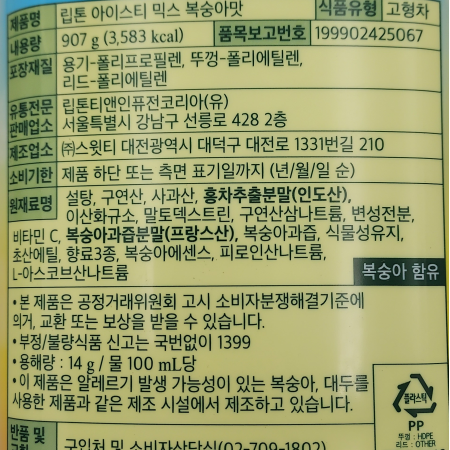 제품명 립톤 아이스티 믹스 복숭아맛 식품유형 고형차
내용량 907 g (3,583 kcal) 품목보고번호 199902425067
포장재질 용기-폴리프로필렌, 뚜껑-폴리에틸렌,
리드-폴리에틸렌
유통전문 립톤티앤인퓨전코리아(유)
판매업소 서울특별시 강남구 선릉로 428 2층
제조업소 ㈜스윗티 대전광역시 대덕구 대전로 1331번길 210
소비기한 제품 하단 또는 측면 표기일까지 (년/월/일 순)
원재료명 설탕, 구연산, 사과산, 홍차추출분말(인도산),
이산화규소, 말토덱스트린, 구연산삼나트륨, 변성전분,
비타민 C, 복숭아과즙분말(프랑스산), 복숭아과즙, 식물성유지,
초산에틸, 향료3종, 복숭아에센스, 피로인산나트륨,
L-아스코브산나트륨
복숭아 함유
• 본 제품은 공정거래위원회 고시 소비자분쟁해결기준에
의거, 교환 또는 보상을 받을 수 있습니다.
• 부정/불량식품 신고는 국번없이 1399
• 용해량 : 14 g / 물 100 mL당
• 이 제품은 알레르기 발생 가능성이 있는 복숭아, 대두를
사용한 제품과 같은 제조 시설에서 제조하고 있습니다.
플라스틱
PP
뚜껑 : HDPE
리드 : OTHER
반품 및
구입처 및 소비자상담실(02-709-1802)